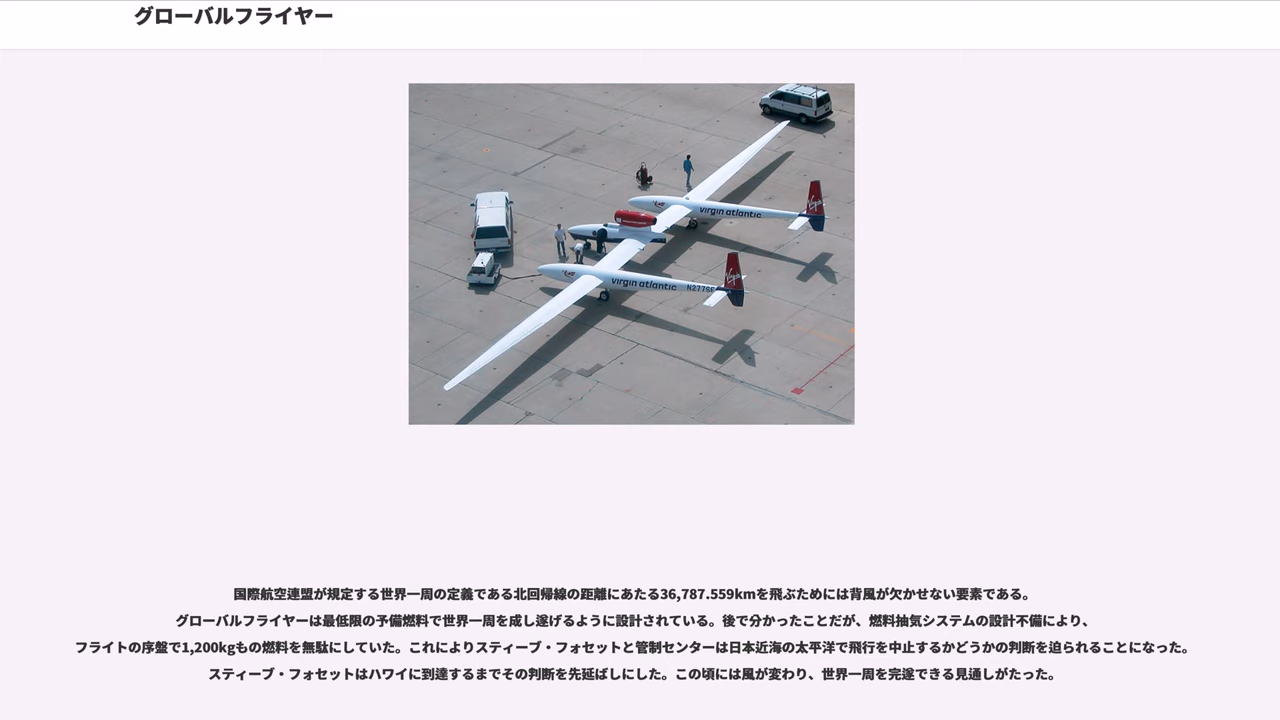 グローバルフライヤー
virgin atlantic
Virgin
virgin atlantic
Virgin
国際航空連盟が規定する世界一周の定義である北回帰線の距離にあたる36,787.559kmを飛ぶためには背風が欠かせない要素である。
グローバルフライヤーは最低限の予備燃料で世界一周を成し遂げるように設計されている。後で分かったことだが、燃料抽気システムの設計不備により、
フライトの序盤で1,200kgもの燃料を無駄にしていた。これによりスティーブ・フォセットと管制センターは日本近海の太平洋で飛行を中止するかどうかの判断を迫られることになった。
スティーブ・フォセットはハワイに到達するまでその判断を先延ばしにした。この頃には風が変わり、世界一周を完遂できる見通しがたった。